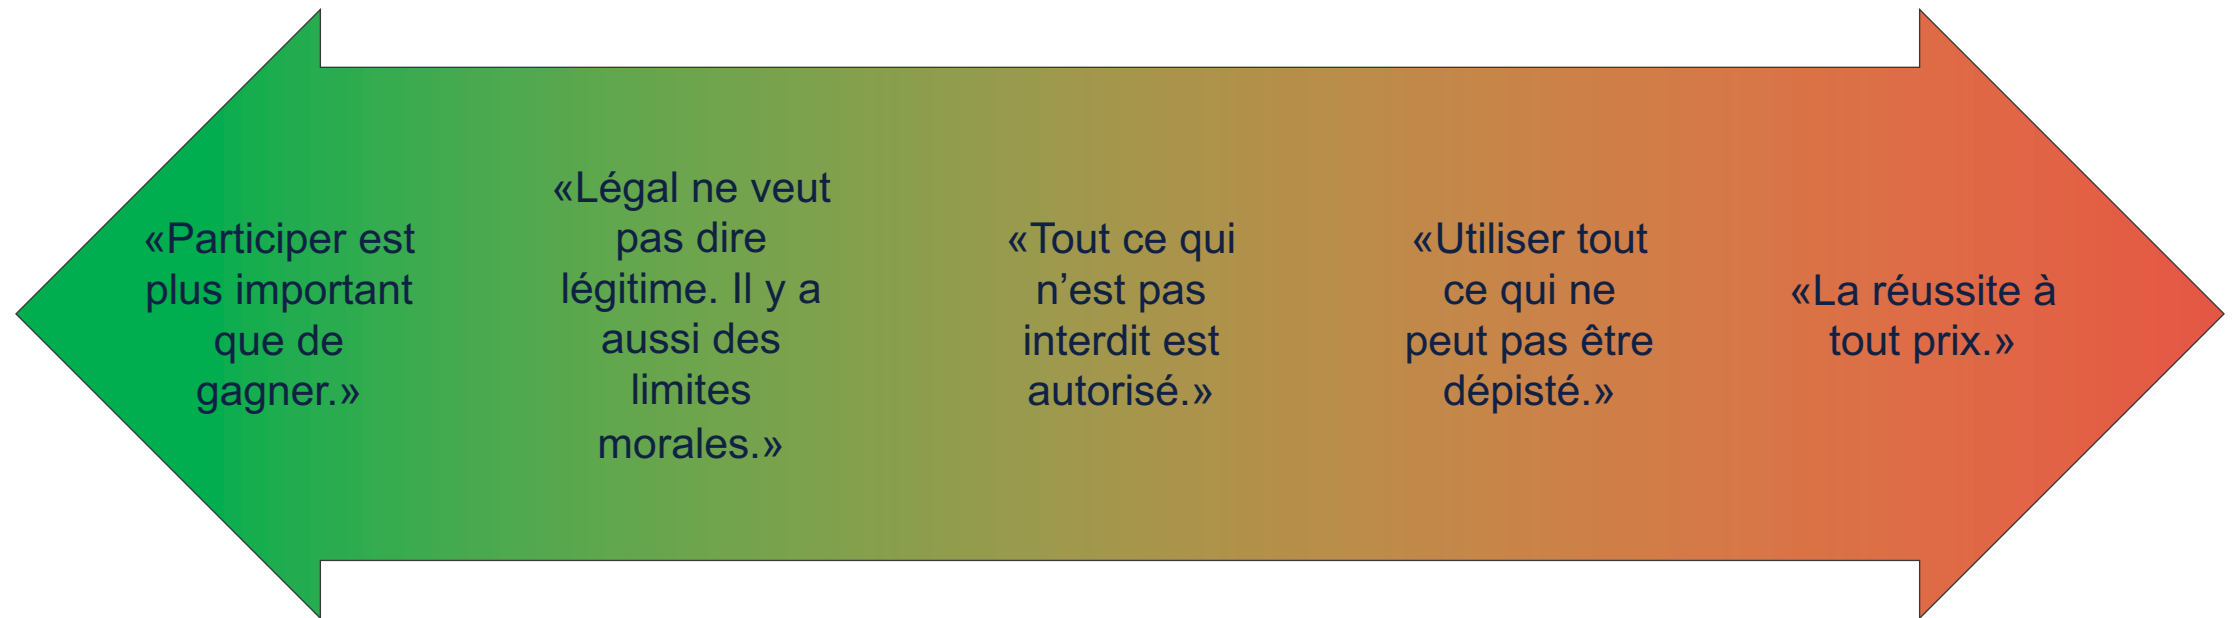 «Participer est
plus important
que de
gagner.»
«Légal ne veut
pas dire
légitime. Il y a
aussi des
limites
morales.»
«Tout ce qui
n’est pas
interdit est
autorisé.»
«Utiliser tout
ce qui ne
peut pas être
dépisté.»
«La réussite à
tout prix.»